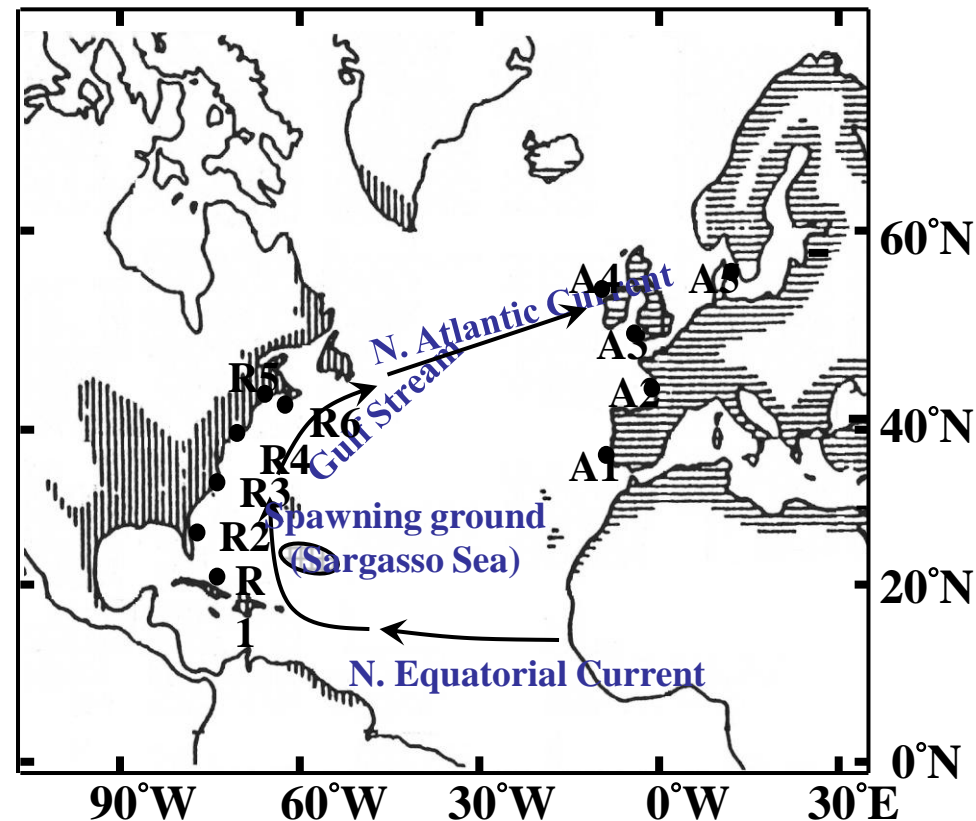 60°N
A4
A5
N. Atlantic Current
A3
R5
A2
Gulf Stream
R6
40°N
R4
A1
R3
Spawning ground
R2
(Sargasso Sea)
R
1
20°N
N. Equatorial Current
0°N
90°W
60°W
30°W
0°W
30°E